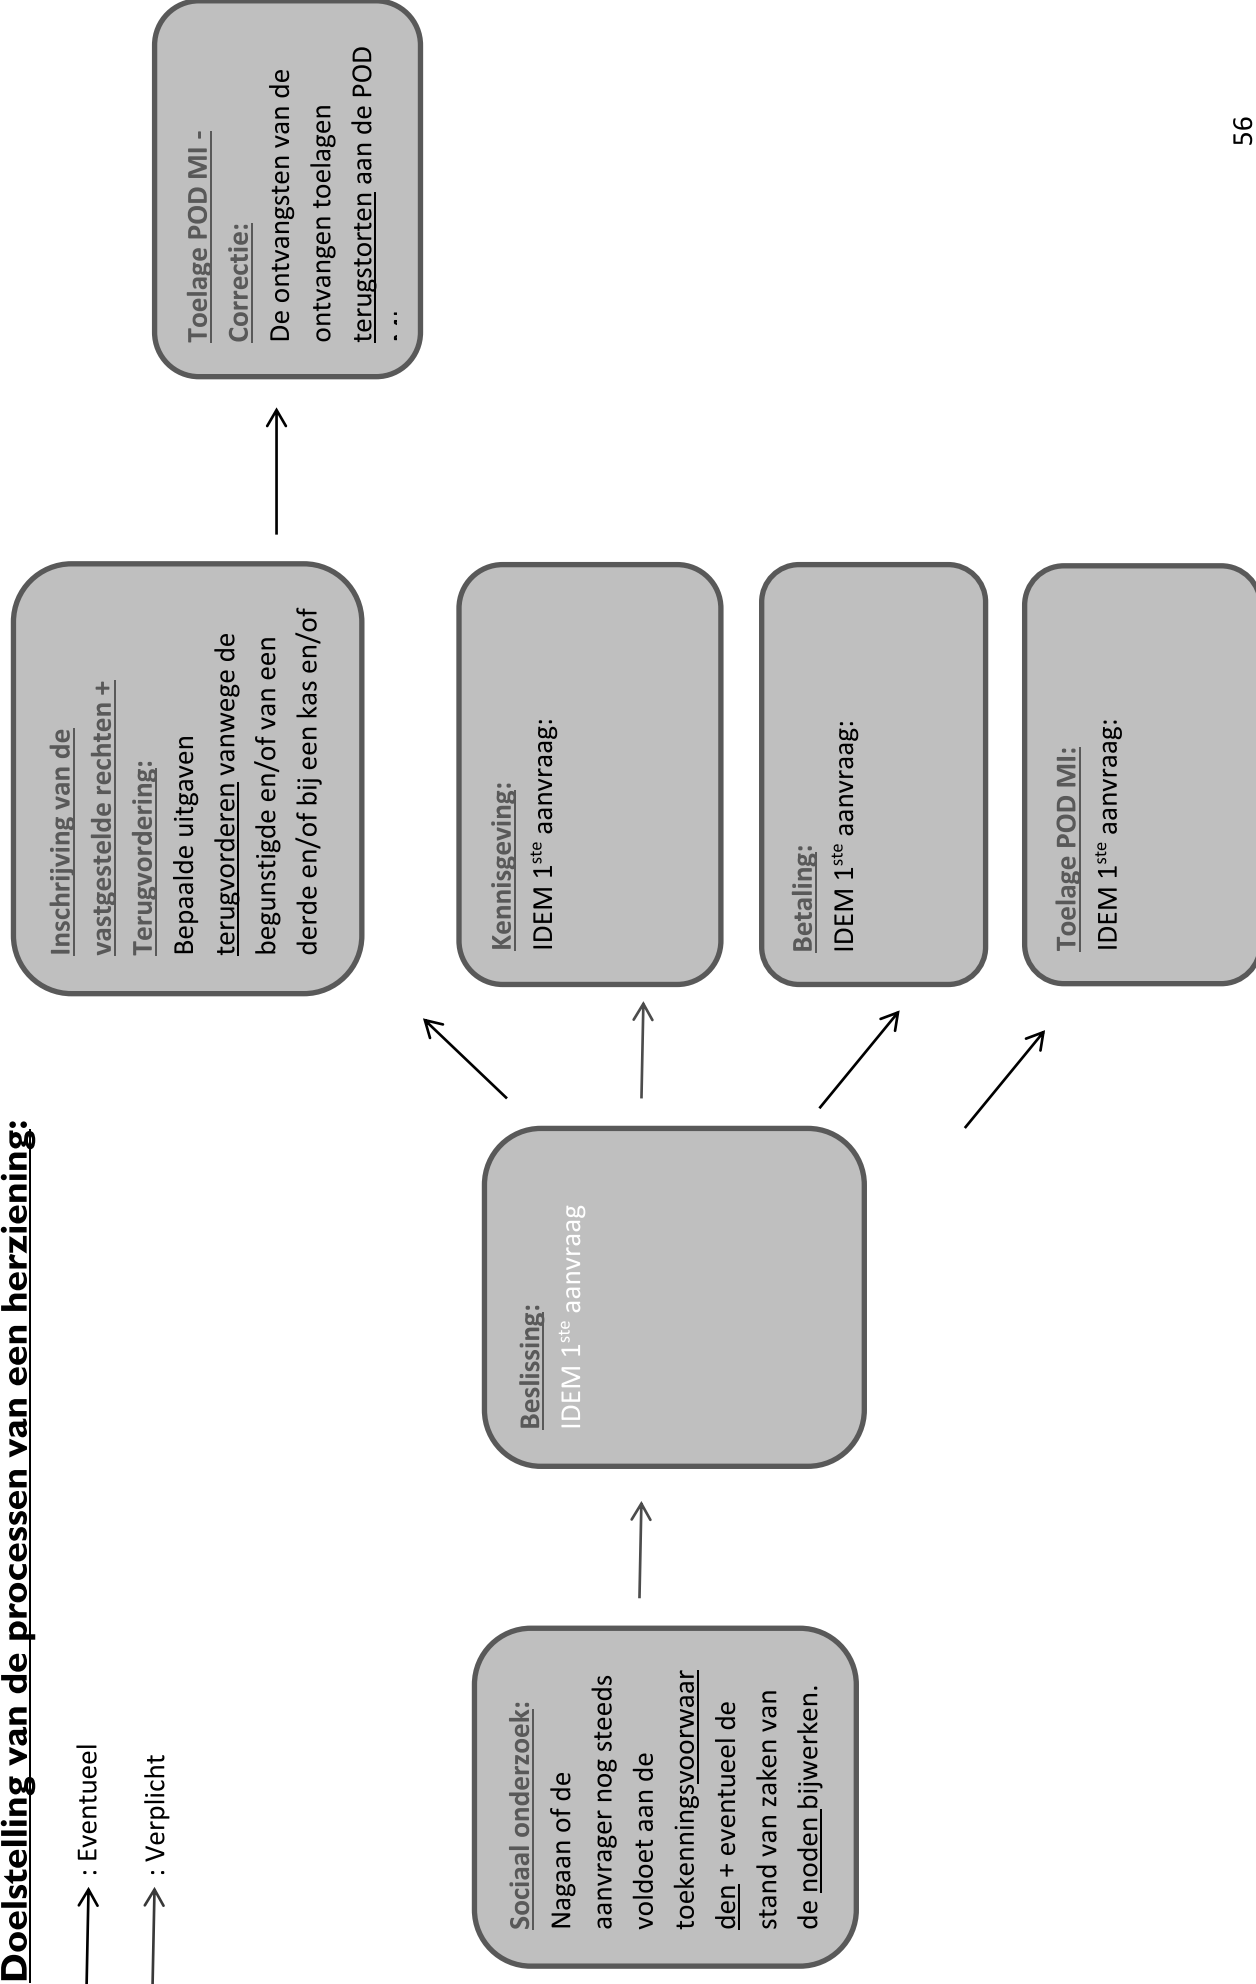 Doelstelling van de processen van een herziening:
: Eventueel
: Verplicht
Sociaal onderzoek:
Nagaan of de
aanvrager nog steeds
voldoet aan de
toekenningsvoorwaar
den + eventueel de
stand van zaken van
de noden bijwerken.
Beslissing:
IDEM 1ste aanvraag
Inschrijving van de
vastgestelde rechten +
Terugvordering:
Bepaalde uitgaven
terugvorderen vanwege de
begunstigde en/of van een
derde en/of bij een kas en/of
Kennisgeving:
IDEM 1ste aanvraag:
Betaling:
IDEM 1ste aanvraag:
Toelage POD MI:
IDEM 1ste aanvraag:
Toelage POD MI -
Correctie:
De ontvangsten van de
ontvangen toelagen
terugstorten aan de POD
56